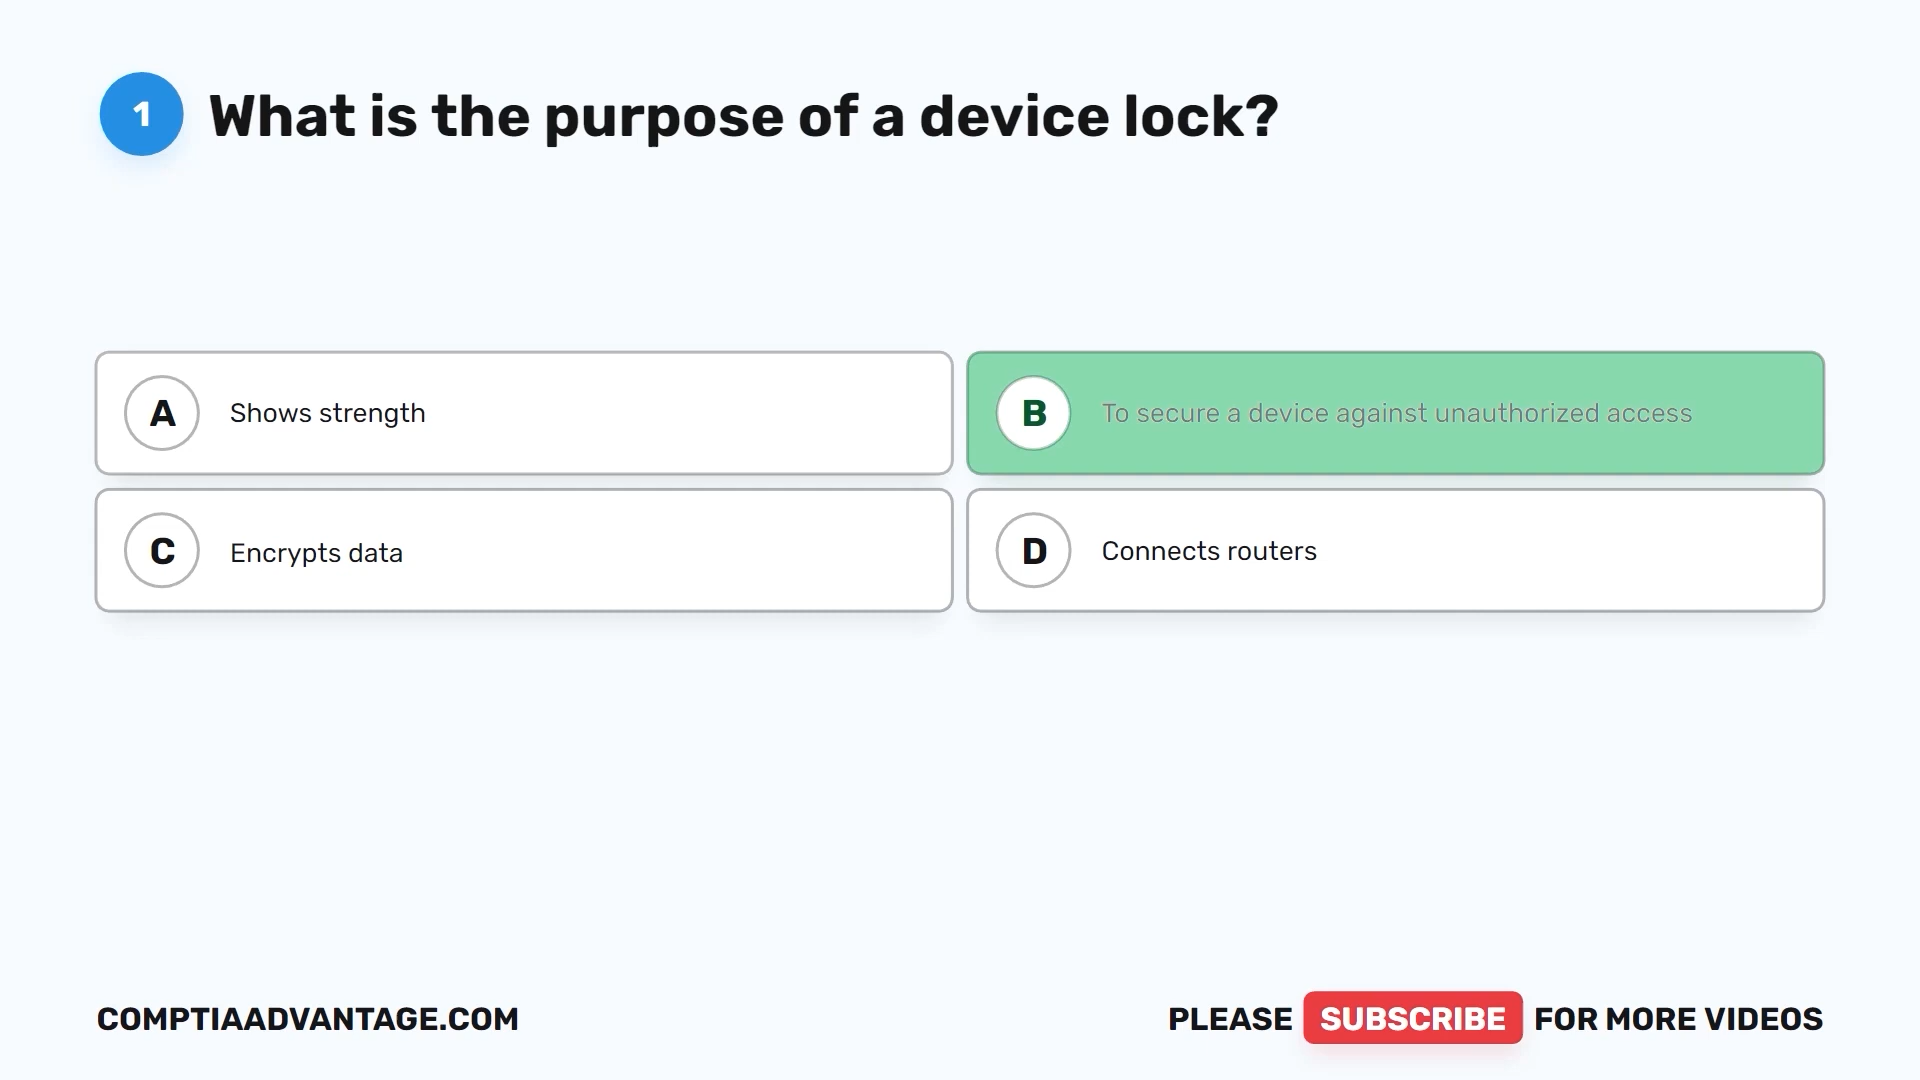 1 What is the purpose of a device lock?
A Shows strength
B To secure a device against unauthorized access
C Encrypts data
D Connects routers
COMPTIAADVANTAGE.COM
PLEASE SUBSCRIBE FOR MORE VIDEOS